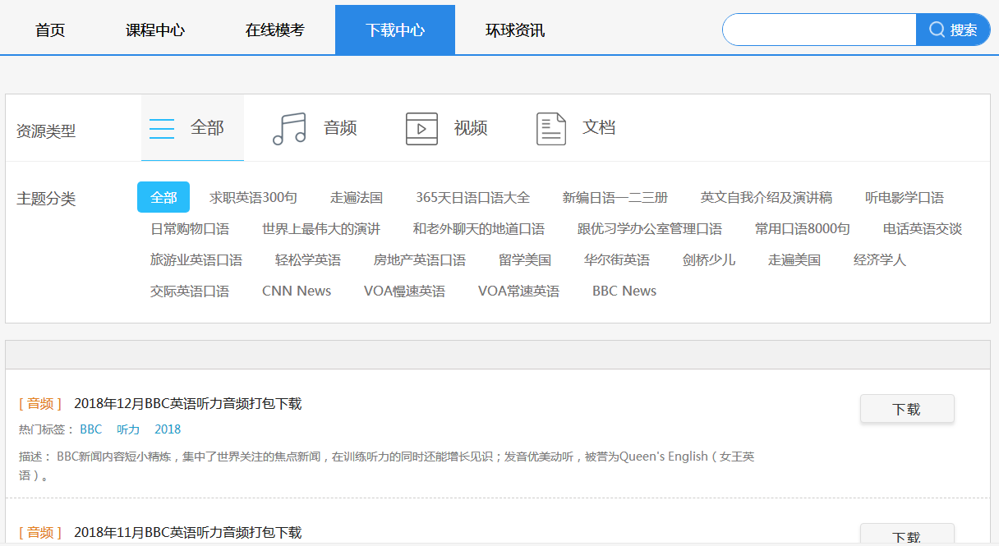 首页 课程中心 在线模考 下载中心 环球资讯 搜索
资源类型 全部 音频 视频 文档
主题分类 全部 求职英语300句 走遍法国 365天日语口语大全 新编日语一二三册 英文自我介绍及演讲稿 听电影学口语
日常购物口语 世界上最伟大的演讲 和老外聊天的地道口语 跟优习学办公室管理口语 常用口语8000句 电话英语交谈
旅游业英语口语 轻松学英语 房地产英语口语 留学美国 华尔街英语 剑桥少儿 走遍美国 经济学人
交际英语口语 CNN News VOA慢速英语 VOA常速英语 BBC News
[ 音频 ] 2018年12月BBC英语听力音频打包下载 下载
热门标签： BBC 听力 2018
描述： BBC新闻内容短小精炼，集中了世界关注的焦点新闻，在训练听力的同时还能增长见识；发音优美动听，被誉为Queen's English（女王英
语）。
[ 音频 ] 2018年11月BBC英语听力音频打包下载 下载